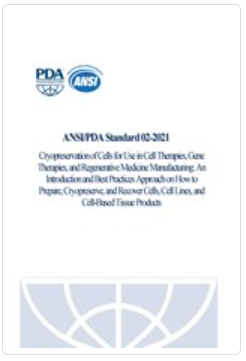 PDA
ANSI
ANSI/PDA Standard 02-2021
Cryopreservation of Cells for Use in Cell Therapies, Gene
Therapies, and Regenerative Medicine Manufacturing: An
Introduction and Best Practices Approach on How to
Prepare, Cryopreserve, and Recover Cells, Cell Lines, and
Cell-Based Tissue Products